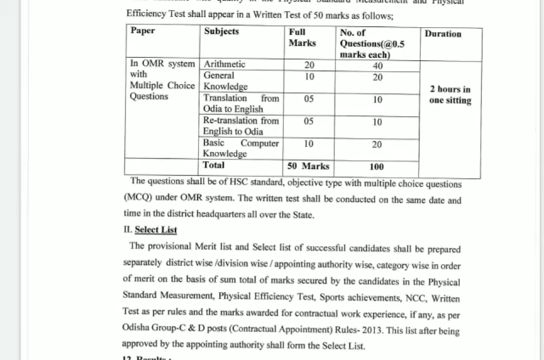 Efficiency Test shall appear in a Written Test of 50 marks as follows;
Paper Subjects Full Marks No. of Questions(@0.5 marks each) Duration
In OMR system with Multiple Choice Questions Arithmetic 20 40 2 hours in one sitting
General Knowledge 10 20
Translation from Odia to English 05 10
Re-translation from English to Odia 05 10
Basic Computer Knowledge 10 20
Total 50 Marks 100
The questions shall be of HSC standard, objective type with multiple choice questions
(MCQ) under OMR system. The written test shall be conducted on the same date and
time in the district headquarters all over the State.
II. Select List
The provisional Merit list and Select list of successful candidates shall be prepared
separately district wise /division wise / appointing authority wise, category wise in order
of merit on the basis of sum total of marks secured by the candidates in the Physical
Standard Measurement, Physical Efficiency Test, Sports achievements, NCC, Written
Test as per rules and the marks awarded for contractual work experience, if any, as per
Odisha Group-C & D posts (Contractual Appointment) Rules- 2013. This list after being
approved by the appointing authority shall form the Select List.